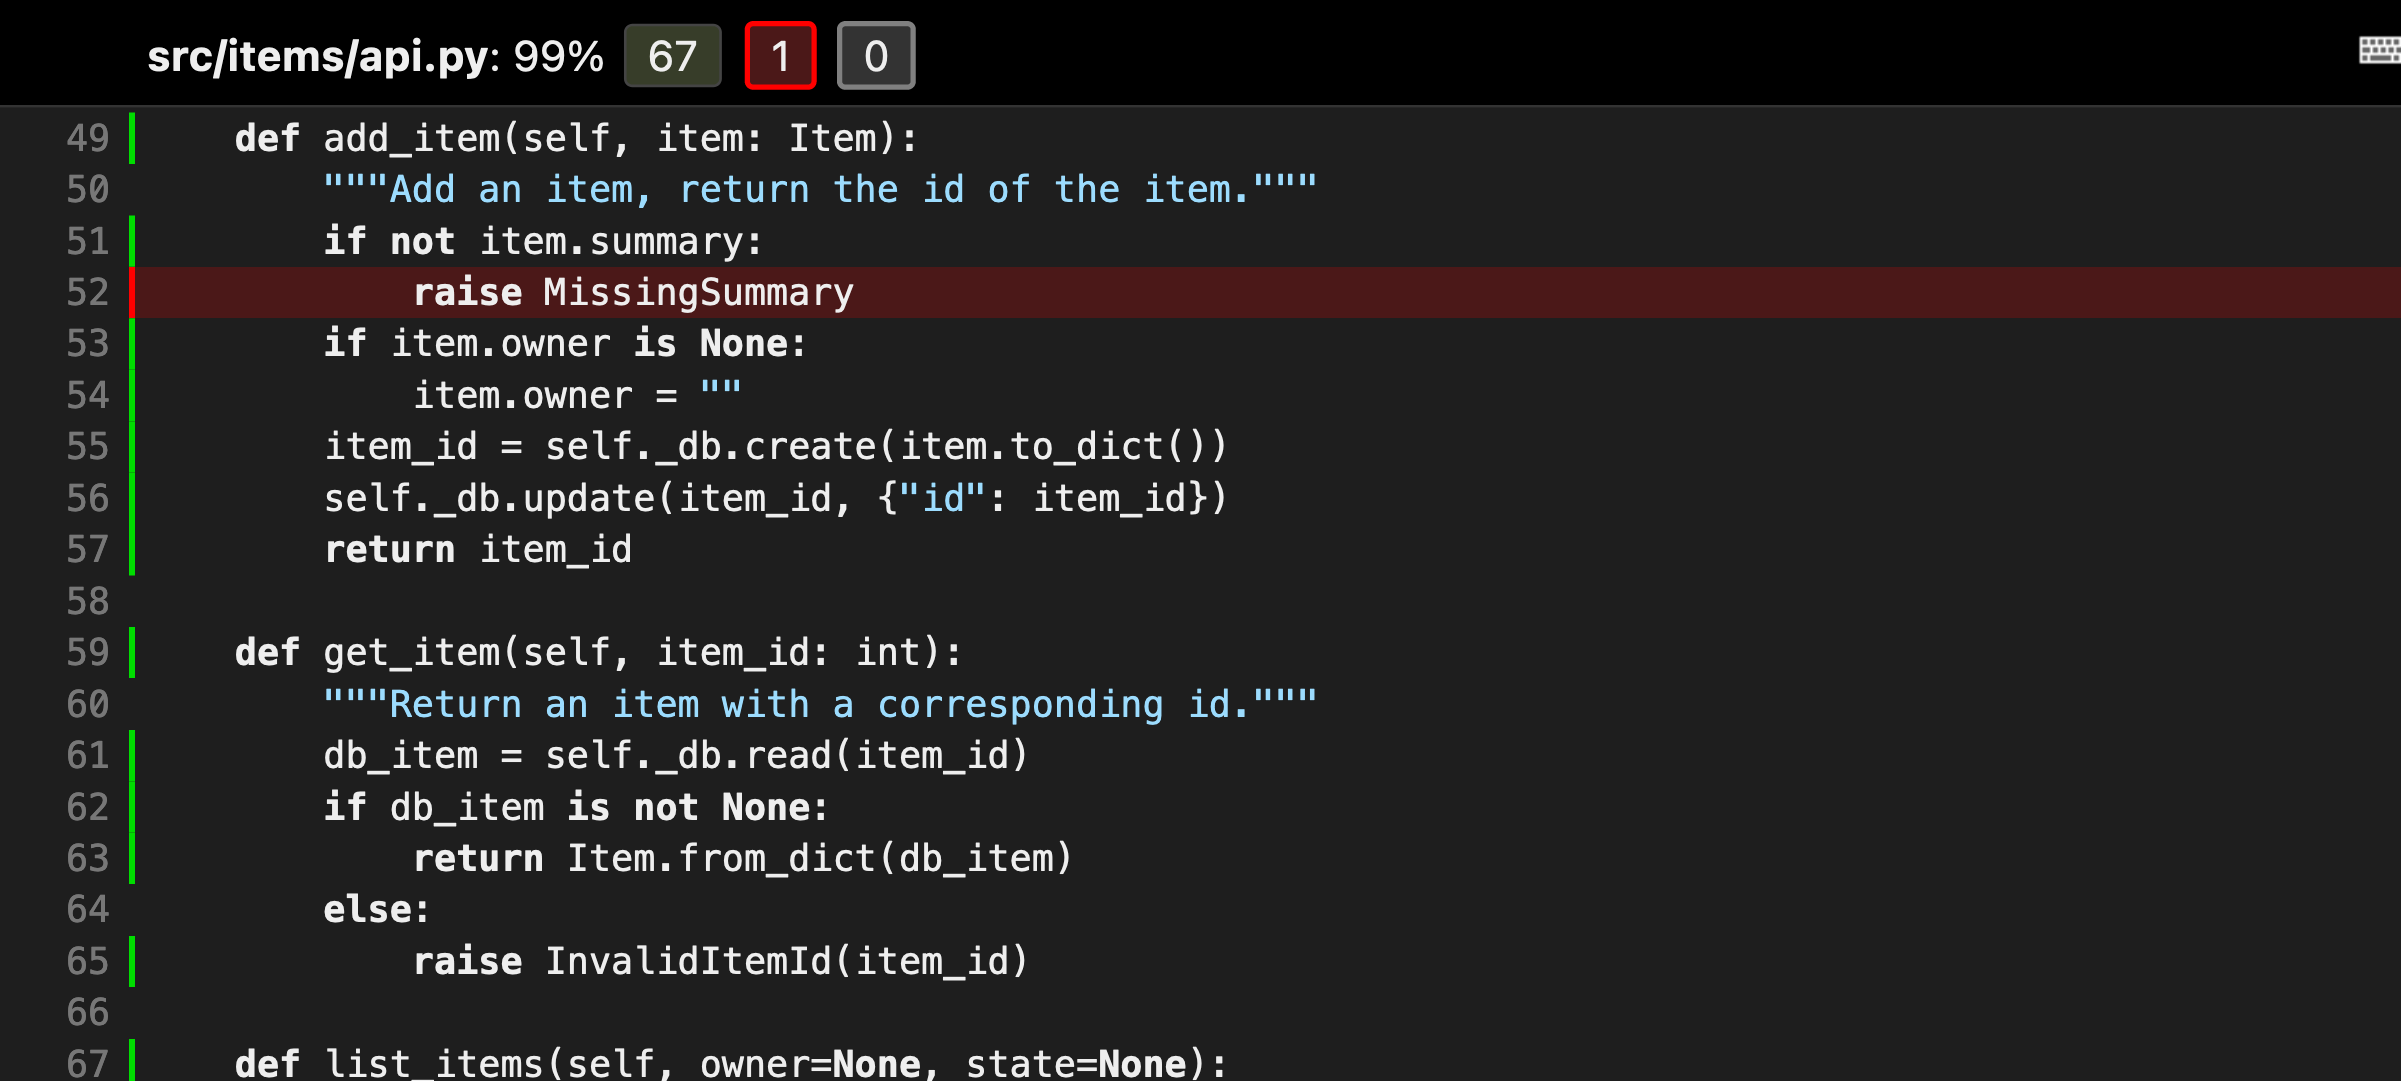 src/items/api.py: 99% 67 1 0
49     def add_item(self, item: Item):
50         """Add an item, return the id of the item."""
51         if not item.summary:
52             raise MissingSummary
53         if item.owner is None:
54             item.owner = ""
55         item_id = self._db.create(item.to_dict())
56         self._db.update(item_id, {"id": item_id})
57         return item_id
58
59     def get_item(self, item_id: int):
60         """Return an item with a corresponding id."""
61         db_item = self._db.read(item_id)
62         if db_item is not None:
63             return Item.from_dict(db_item)
64         else:
65             raise InvalidItemId(item_id)
66
67     def list_items(self, owner=None, state=None):